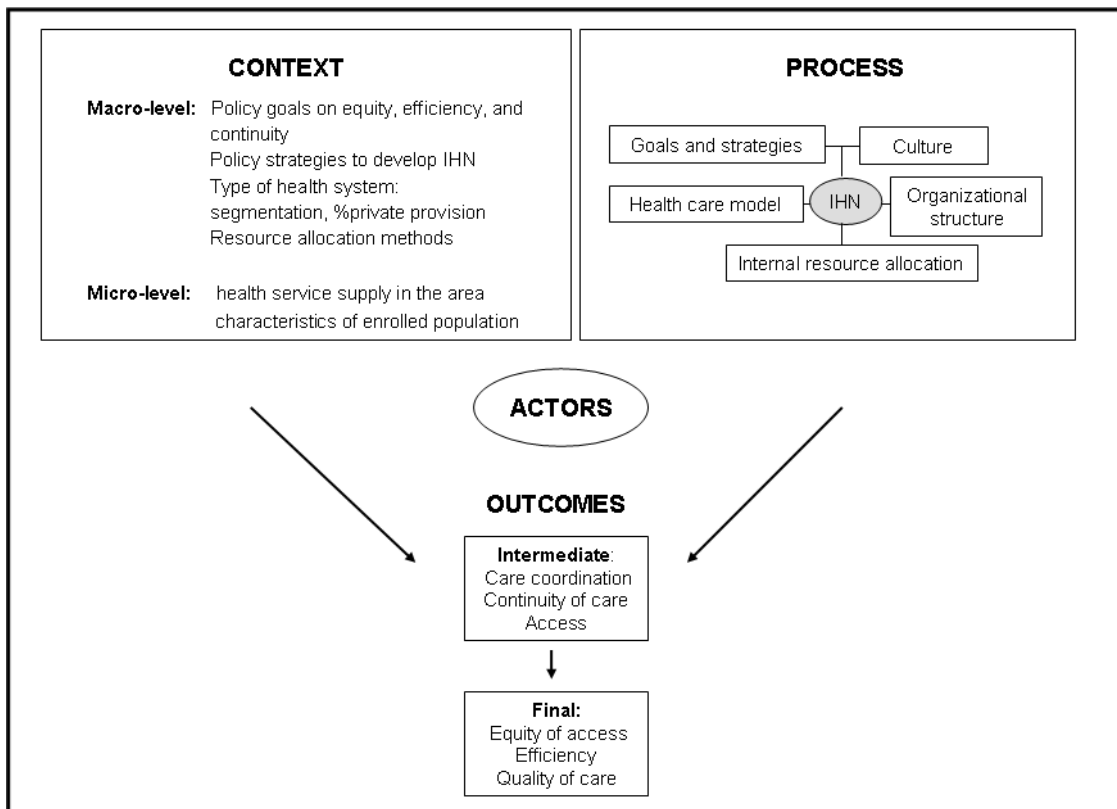 CONTEXT
Macro-level: Policy goals on equity, efficiency, and
continuity
Policy strategies to develop IHN
Type of health system:
segmentation, %private provision
Resource allocation methods
Micro-level: health service supply in the area
characteristics of enrolled population
PROCESS
Goals and strategies
Culture
Health care model
IHN
Organizational
structure
Internal resource allocation
ACTORS
OUTCOMES
Intermediate:
Care coordination
Continuity of care
Access
Final:
Equity of access
Efficiency
Quality of care